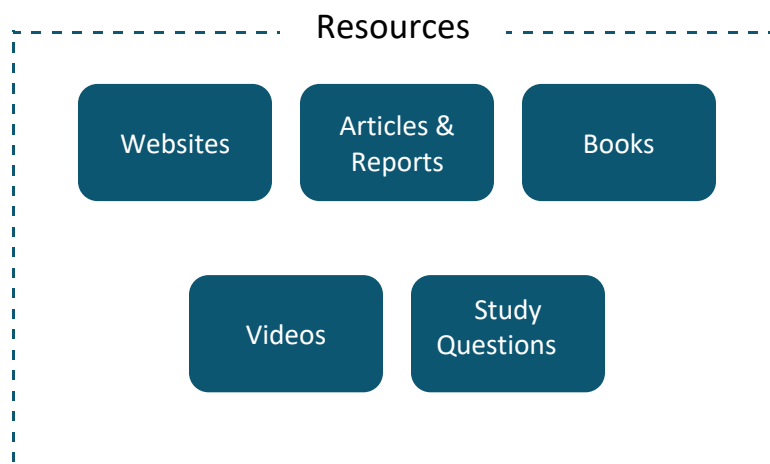 Resources
Websites
Articles &
Reports
Books
Videos
Study
Questions